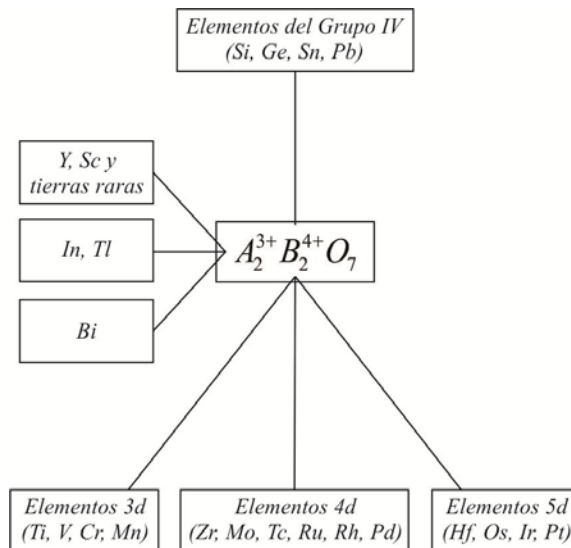 Elementos del Grupo IV
(Si, Ge, Sn, Pb)
Y, Sc y
tierras raras
In, Tl
Bi
A₂³⁺B₂⁴⁺O₇
Elementos 3d
(Ti, V, Cr, Mn)
Elementos 4d
(Zr, Mo, Tc, Ru, Rh, Pd)
Elementos 5d
(Hf, Os, Ir, Pt)